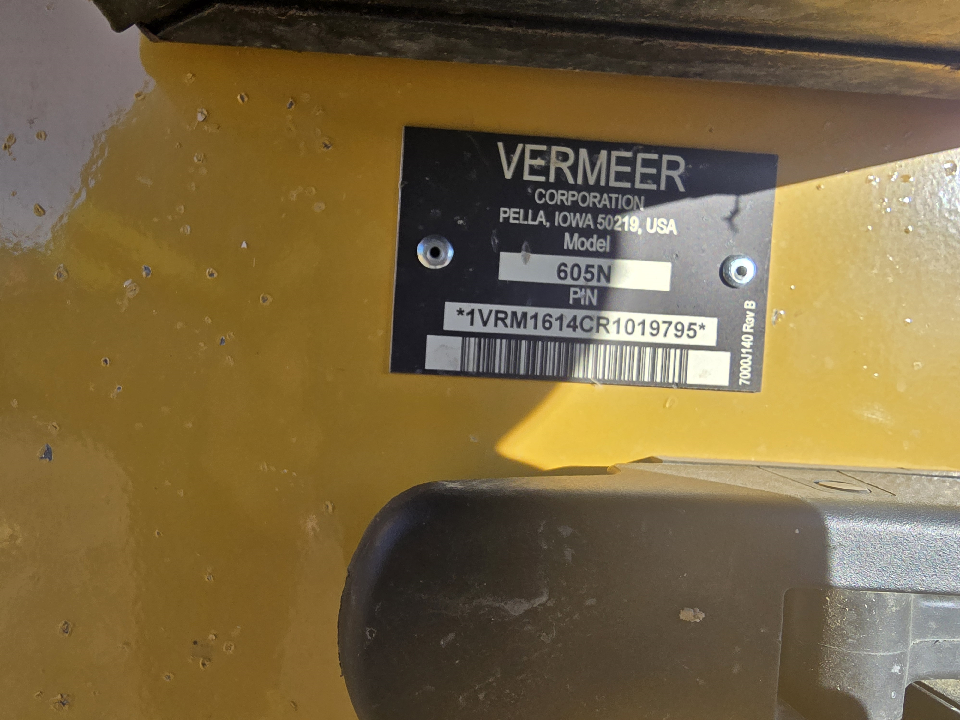 VERMEER
CORPORATION
PELLA, IOWA 50219, USA
Model
605N
PIN
*1VRM1614CR1019795*
7000J140 Rev B